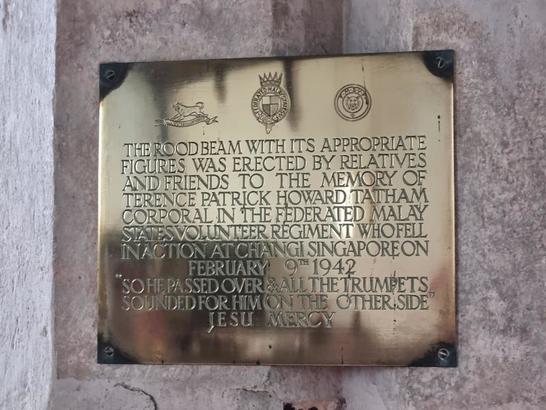 THE ROOD BEAM WITH ITS APPROPRIATE
FIGURES WAS ERECTED BY RELATIVES
AND FRIENDS TO THE MEMORY OF
TERENCE PATRICK HOWARD TATHAM
CORPORAL IN THE FEDERATED MALAY
STATES VOLUNTEER REGIMENT WHO FELL
IN ACTION AT CHANGI SINGAPORE ON
FEBRUARY 9TH 1942
"SO HE PASSED OVER & ALL THE TRUMPETS
SOUNDED FOR HIM ON THE OTHER SIDE"
JESU MERCY